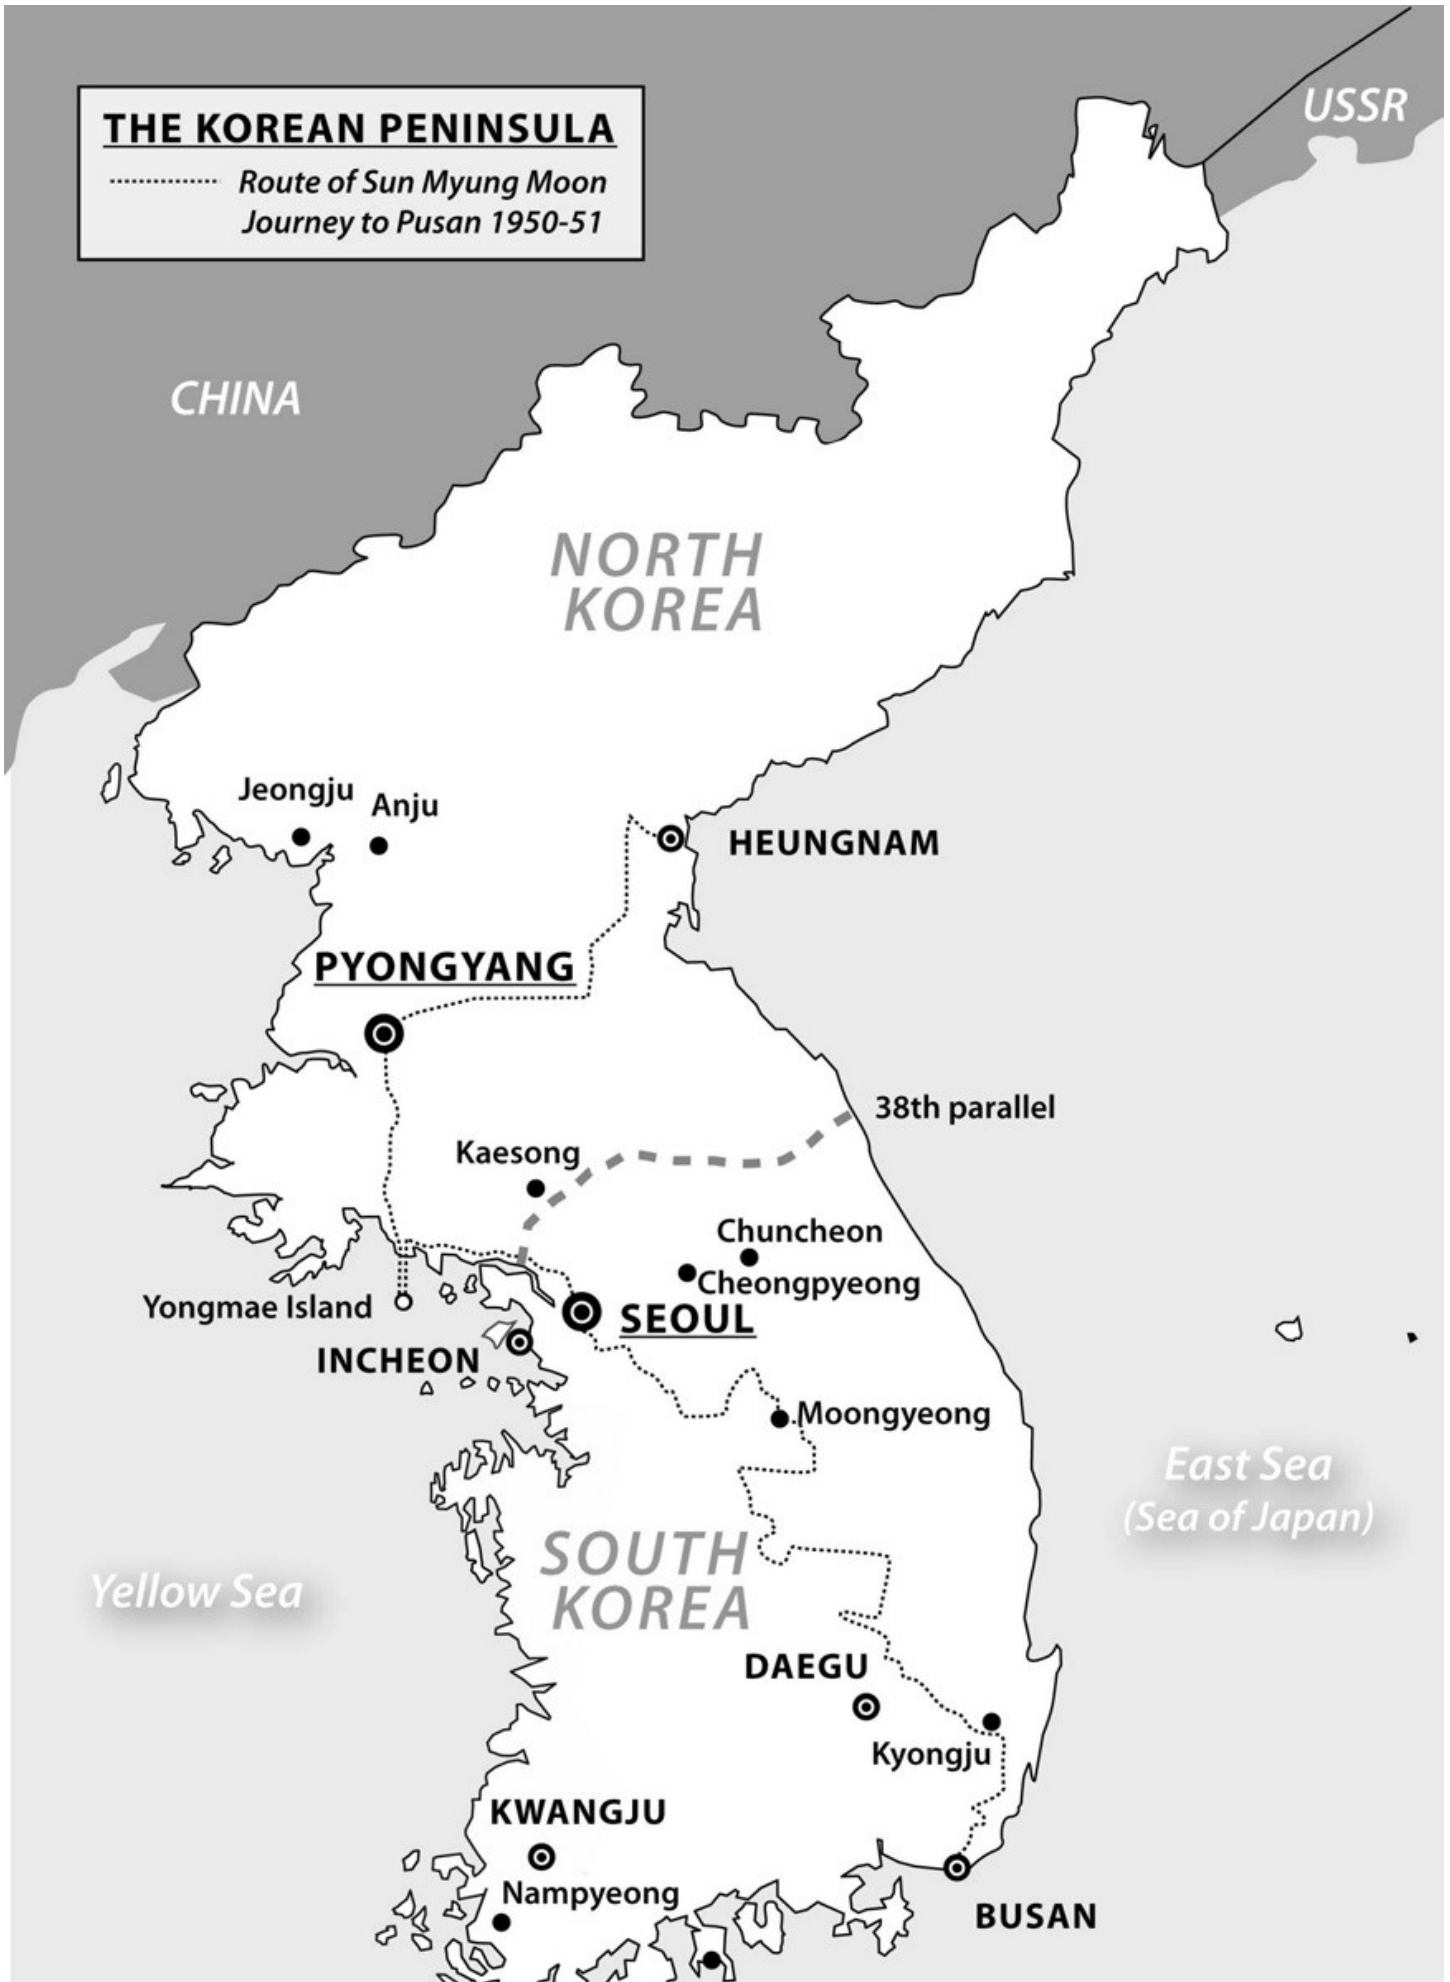 THE KOREAN PENINSULA
Route of Sun Myung Moon
Journey to Pusan 1950-51
USSR
CHINA
NORTH
KOREA
Jeongju
Anju
HEUNGNAM
PYONGYANG
38th parallel
Kaesong
Chuncheon
Cheongpyeong
Yongmae Island
SEOUL
INCHEON
Moongyeong
East Sea
(Sea of Japan)
SOUTH
KOREA
Yellow Sea
DAEGU
Kyongju
KWANGJU
Nampyeong
BUSAN